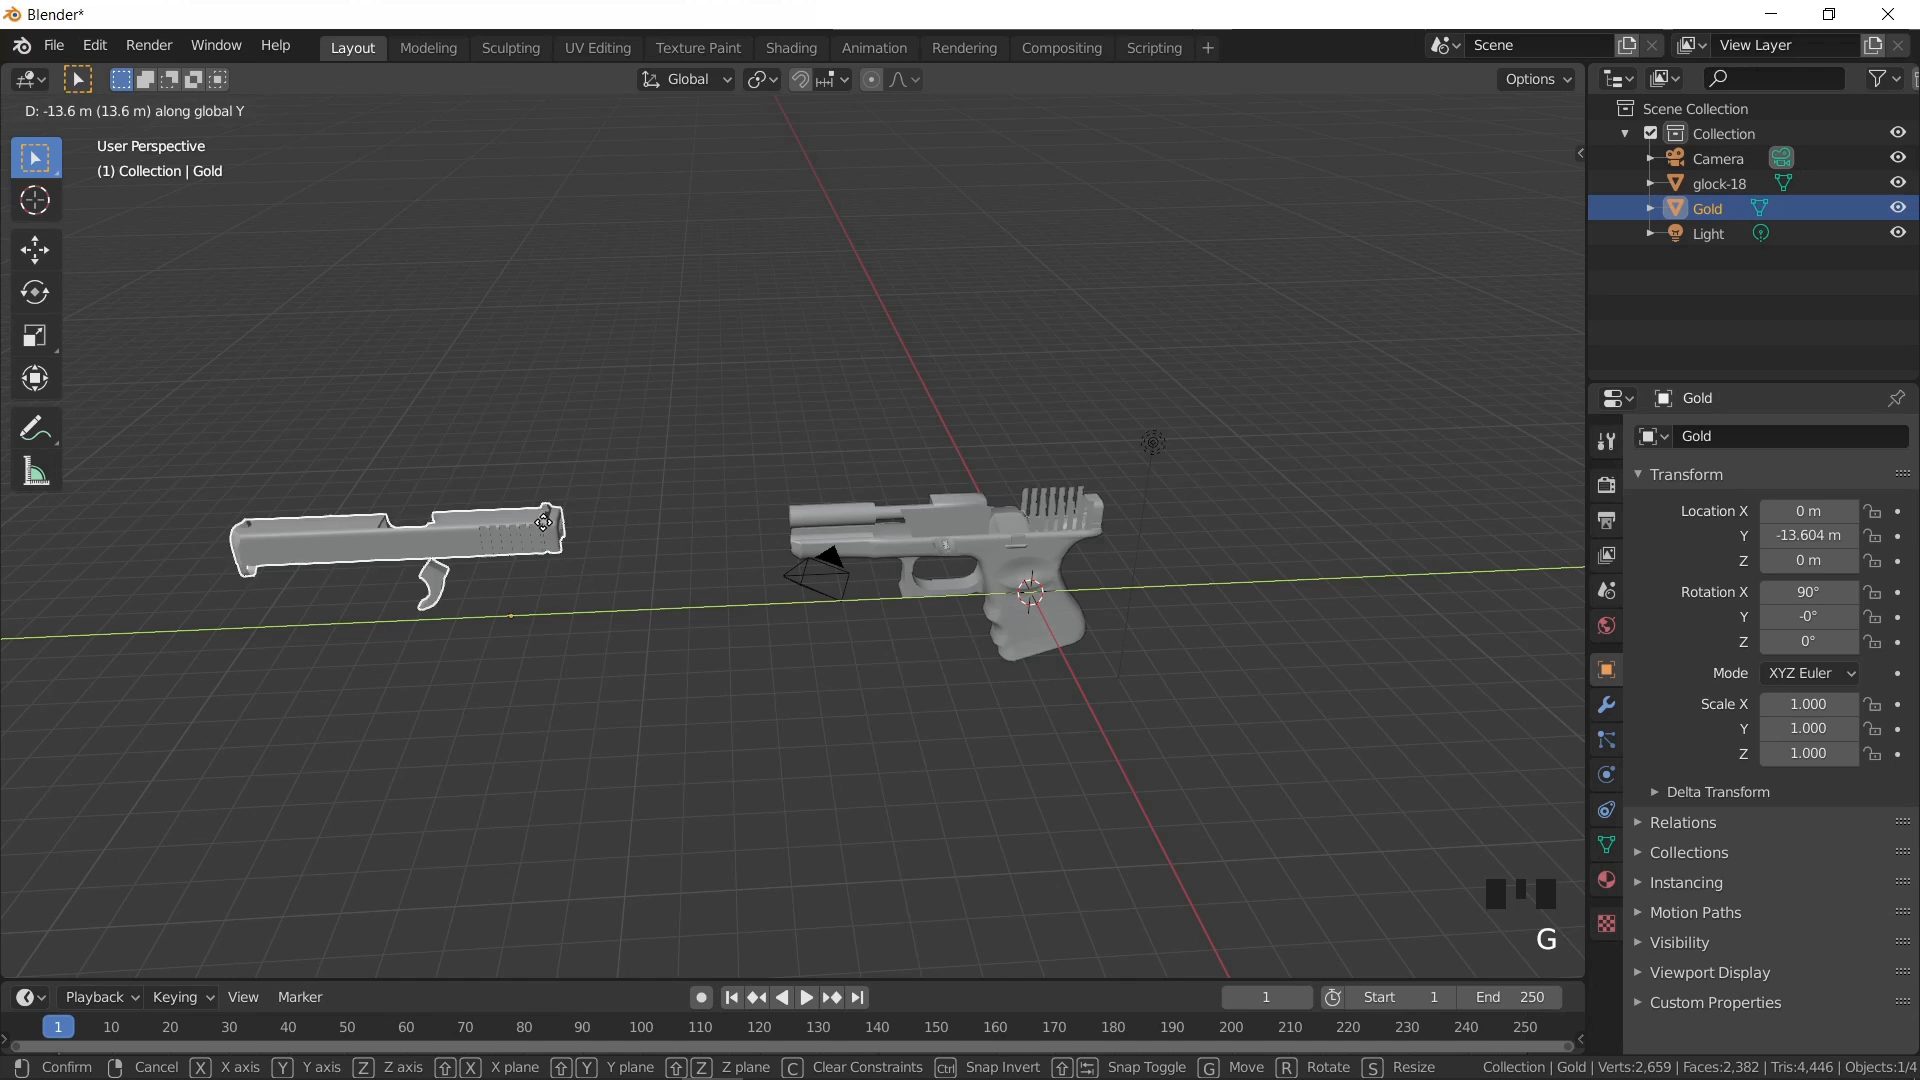 Blender*
File Edit Render Window Help
Layout Modeling Sculpting UV Editing Texture Paint Shading Animation Rendering Compositing Scripting +
Scene
View Layer
Global
Options
D: -13.6 m (13.6 m) along global Y
User Perspective
(1) Collection | Gold
Scene Collection
Collection
Camera
glock-18
Gold
Light
Gold
Gold
Transform
Location X 0 m
Y -13.604 m
Z 0 m
Rotation X 90°
Y -0°
Z 0°
Mode XYZ Euler
Scale X 1.000
Y 1.000
Z 1.000
Delta Transform
Relations
Collections
Instancing
Motion Paths
Visibility
Viewport Display
Custom Properties
G
Playback Keying View Marker
1
Start 1
End 250
1 10 20 30 40 50 60 70 80 90 100 110 120 130 140 150 160 170 180 190 200 210 220 230 240 250
Confirm Cancel X X axis Y Y axis Z Z axis X X plane Y Y plane Z Z plane C Clear Constraints Ctrl Snap Invert Snap Toggle G Move R Rotate S Resize
Collection | Gold | Verts:2,659 | Faces:2,382 | Tris:4,446 | Objects:1/4